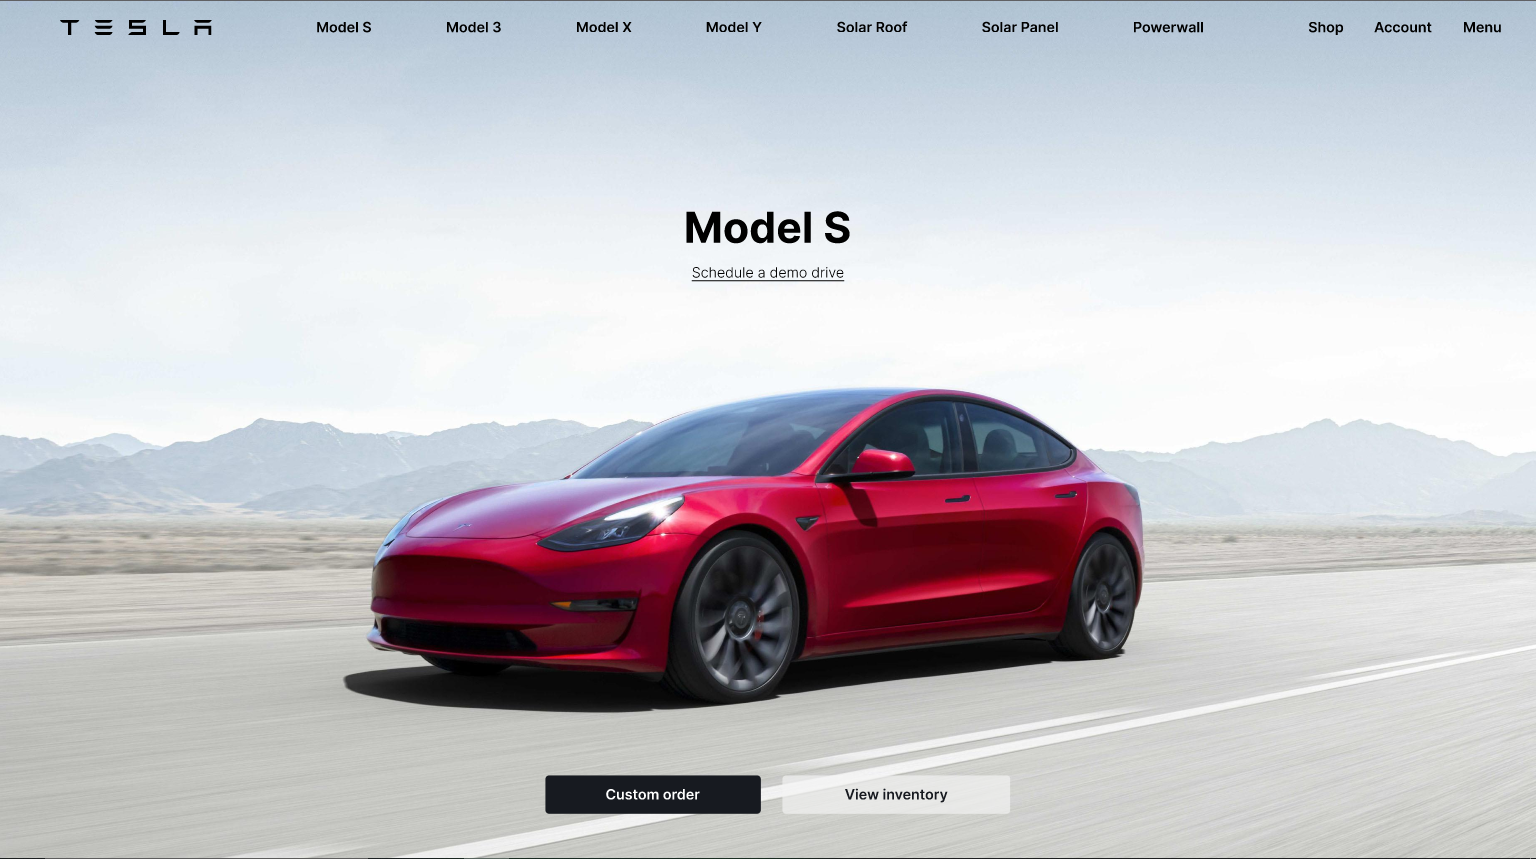 TESLA
Model S Model 3 Model X Model Y Solar Roof Solar Panel Powerwall Shop Account Menu
Model S
Schedule a demo drive
Custom order View inventory